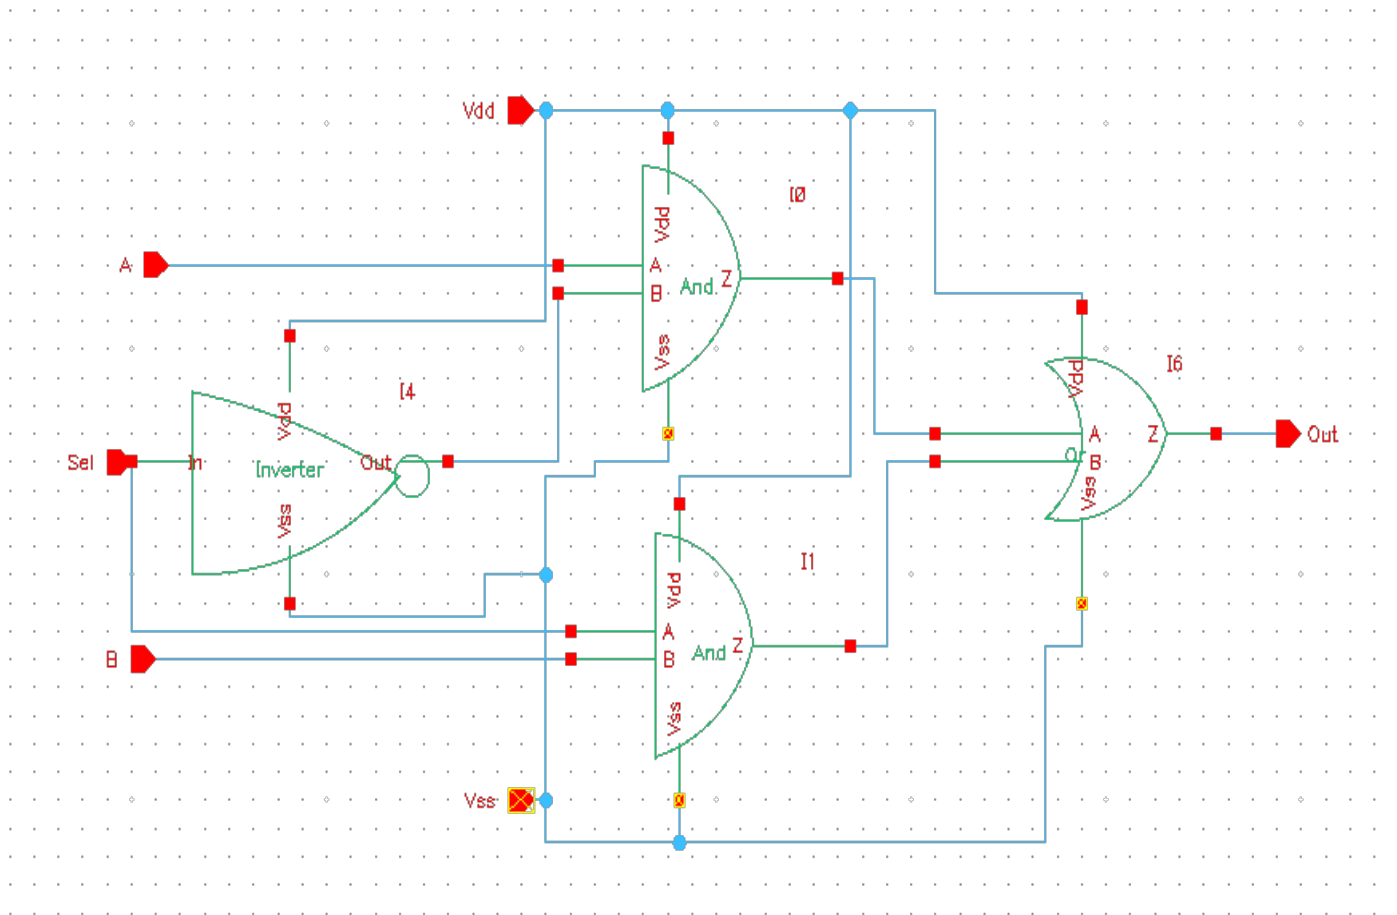 Vdd
I0
Vdd
A
A
B
And
Z
Vss
I4
Vdd
Sel
In
Inverter
Out
Vss
I6
Vdd
A
Or
B
Z
Vss
Out
I1
Vdd
A
B
And
Z
B
Vss
Vss